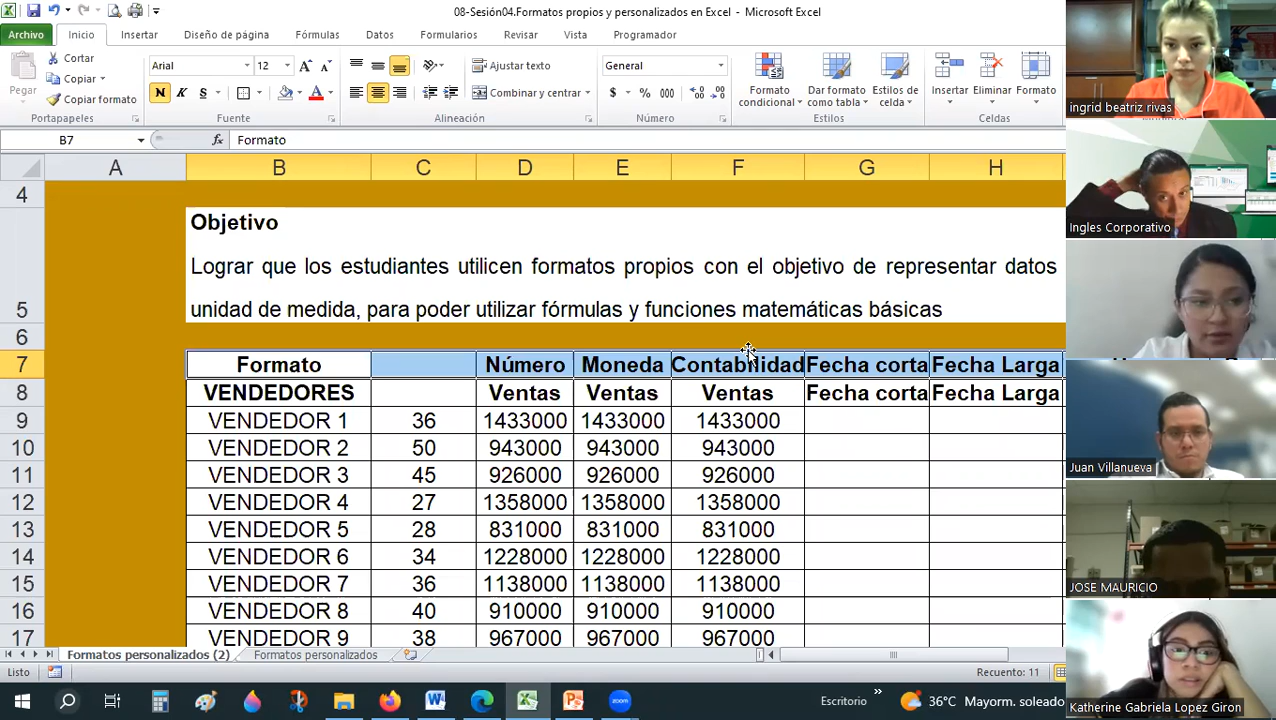 08-Sesión04.Formatos propios y personalizados en Excel - Microsoft Excel
Archivo Inicio Insertar Diseño de página Fórmulas Datos Formularios Revisar Vista Programador
Pegar
Cortar
Copiar
Copiar formato
Portapapeles
Arial 12
N K S
Fuente
Ajustar texto
Combinar y centrar
Alineación
General
$ % 000
Número
Formato condicional
Dar formato como tabla
Estilos de celda
Estilos
Insertar Eliminar Formato
Celdas
B7 fx Formato
A B C D E F G H
4
Objetivo
Lograr que los estudiantes utilicen formatos propios con el objetivo de representar datos
5 unidad de medida, para poder utilizar fórmulas y funciones matemáticas básicas
6
7 Formato Número Moneda Contabilidad Fecha corta Fecha Larga
8 VENDEDORES Ventas Ventas Ventas Fecha corta Fecha Larga
9 VENDEDOR 1 36 1433000 1433000 1433000
10 VENDEDOR 2 50 943000 943000 943000
11 VENDEDOR 3 45 926000 926000 926000
12 VENDEDOR 4 27 1358000 1358000 1358000
13 VENDEDOR 5 28 831000 831000 831000
14 VENDEDOR 6 34 1228000 1228000 1228000
15 VENDEDOR 7 36 1138000 1138000 1138000
16 VENDEDOR 8 40 910000 910000 910000
17 VENDEDOR 9 38 967000 967000 967000
Formatos personalizados (2) Formatos personalizados
Listo Recuento: 11
Escritorio » 36°C Mayorm. soleado
zoom
ingrid beatriz rivas
Ingles Corporativo
Juan Villanueva
JOSE MAURICIO
Katherine Gabriela Lopez Giron